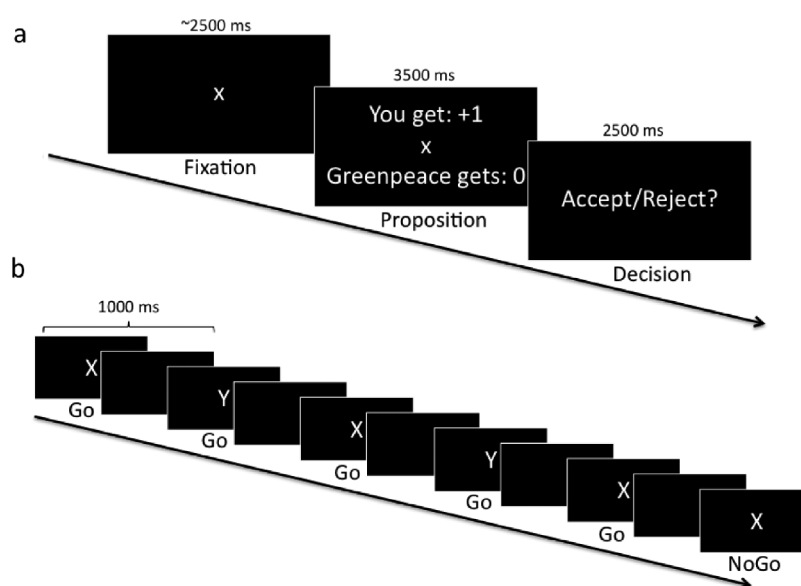 a
~2500 ms
x
Fixation
3500 ms
You get: +1
x
Greenpeace gets: 0
Proposition
2500 ms
Accept/Reject?
Decision
b
1000 ms
X
Go
Y
Go
X
Go
Y
Go
X
Go
X
NoGo